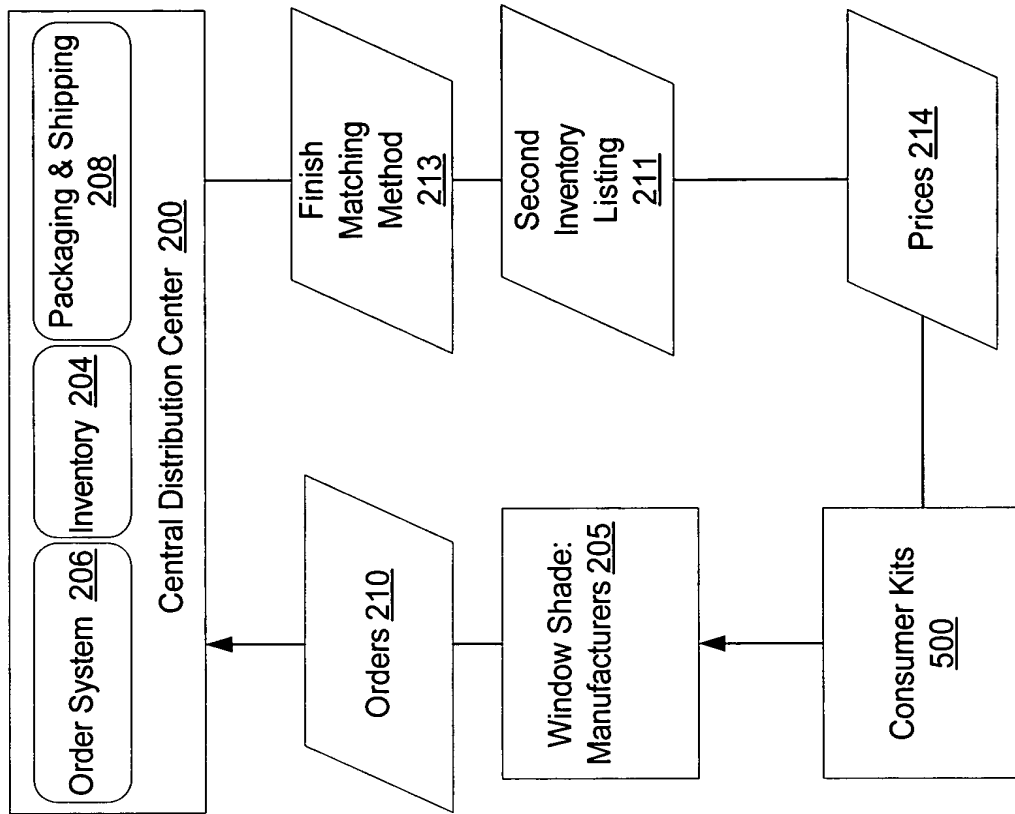 Order System 206
Inventory 204
Packaging & Shipping
208
Central Distribution Center 200
Orders 210
Finish
Matching
Method
213
Window Shade:
Manufacturers 205
Second
Inventory
Listing
211
Consumer Kits
500
Prices 214